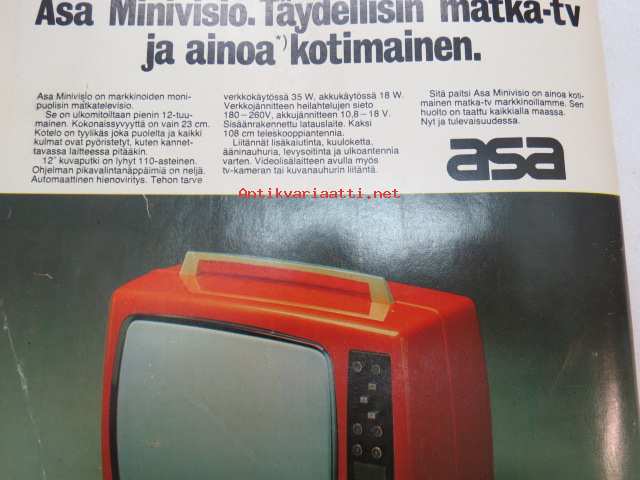 Asa Minivisio. Täydellisin matka-tv
ja ainoa*) kotimainen.
Asa Minivisio on markkinoiden moni-
puolisin matkatelevisio.
Se on ulkomitoiltaan pienin 12-tuu-
mainen. Kokonaissyvyyttä on vain 23 cm.
Kotelo on tyylikäs joka puolelta ja kaikki
kulmat ovat pyöristetyt, kuten kannet-
tavassa laitteessa pitääkin.
12" kuvaputki on lyhyt 110-asteinen.
Ohjelman pikavalintanäppäimiä on neljä.
Automaattinen hienoviritys. Tehon tarve
verkkokäytössä 35 W, akkukäytössä 18 W.
Verkkojännitteen heilahtelujen sieto
180–260V, akkujännitteen 10,8–18 V.
Sisäänrakennettu latauslaite. Kaksi
108 cm teleskooppiantennia.
Liitännät lisäkaiutinta, kuuloketta,
ääninauhuria, levysoitinta ja ulkoantennia
varten. Videolisälaitteen avulla myös
tv-kameran tai kuvanauhurin liitäntä.
Sitä paitsi Asa Minivisio on ainoa koti-
mainen matka-tv markkinoillamme. Sen
huolto on taattu kaikkialla maassa.
Nyt ja tulevaisuudessa.
asa
Antikvariaatti.net